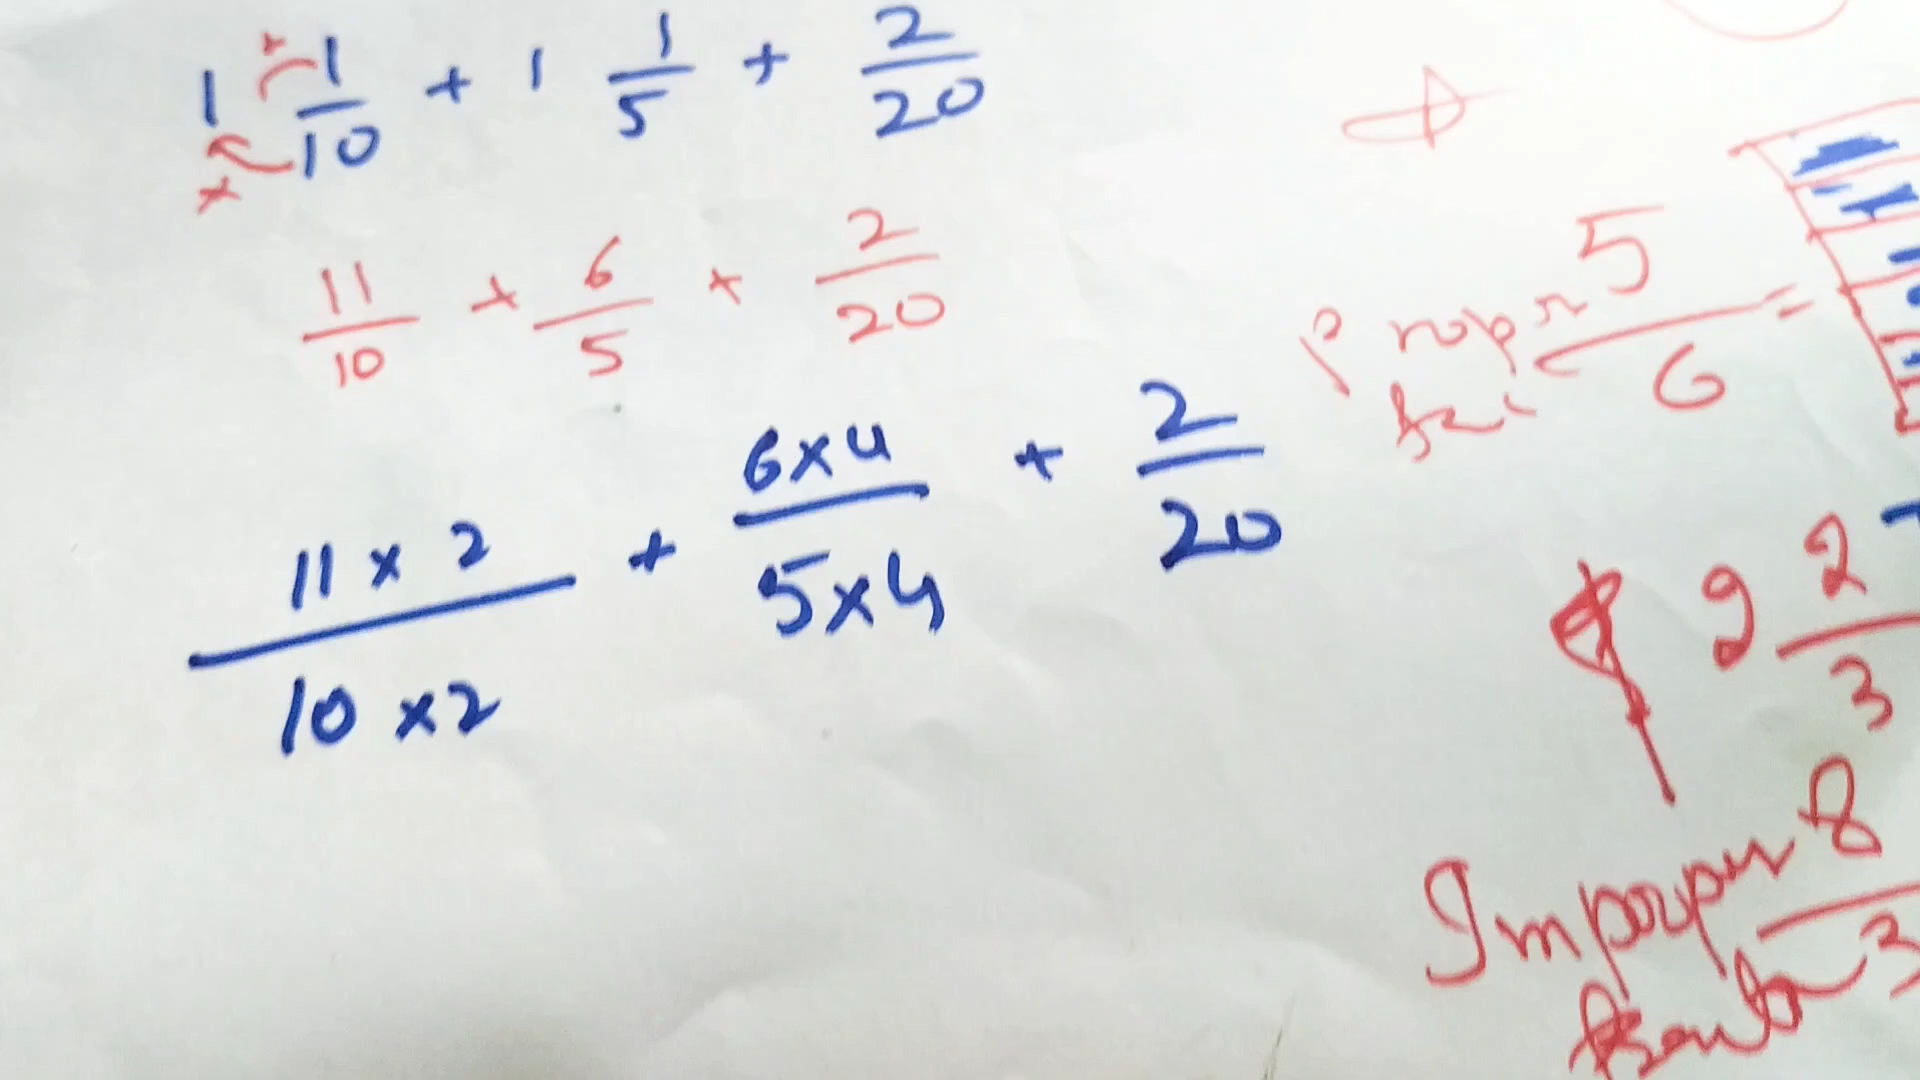 1 1/10 + 1 1/5 + 2/20
11/10 + 6/5 + 2/20
11 x 2/10 x 2 + 6 x 4/5 x 4 + 2/20
5/6 =
2 2/3
8/3